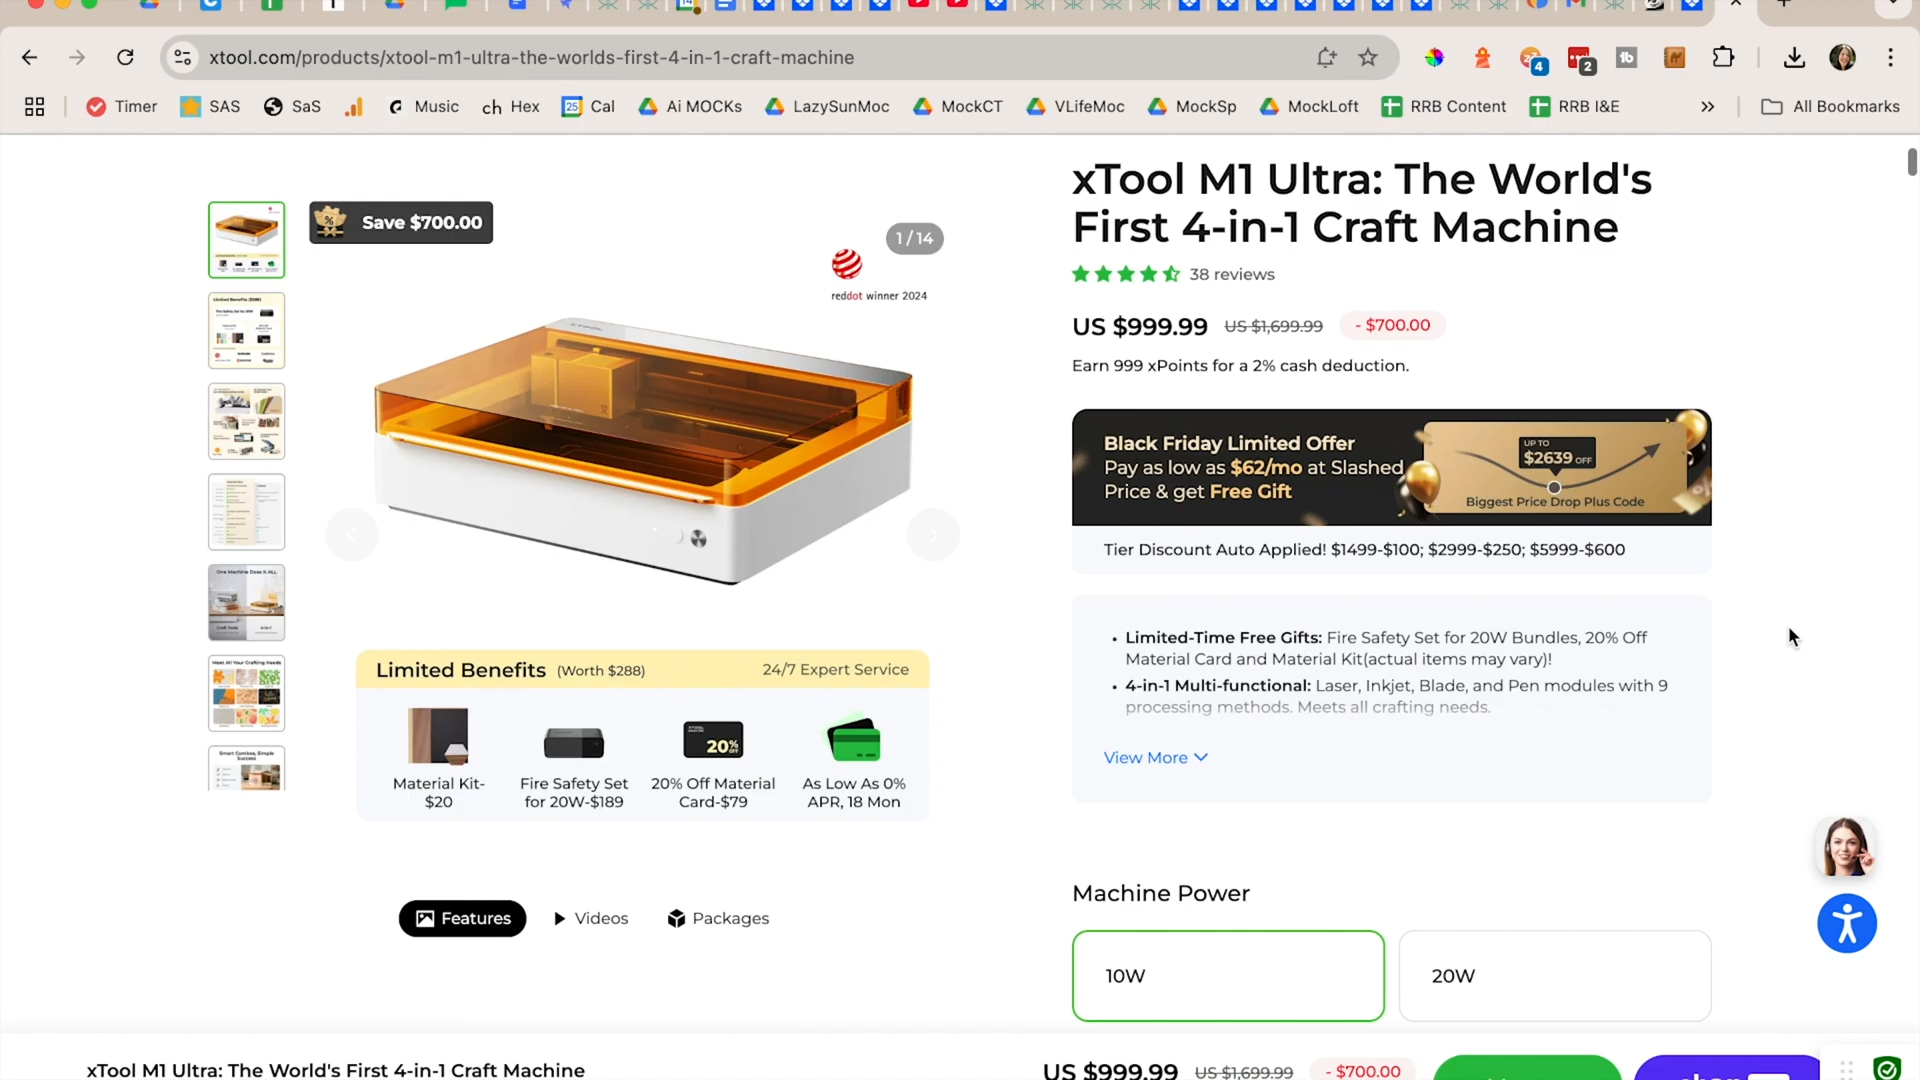 xtool.com/products/xtool-m1-ultra-the-worlds-first-4-in-1-craft-machine
4
2
Timer
SAS
SaS
Music
Hex
Cal
Ai MOCKs
LazySunMoc
MockCT
VLifeMoc
MockSp
MockLoft
RRB Content
RRB I&E
»
All Bookmarks
Save $700.00
1 / 14
reddot winner 2024
Limited Benefits (Worth $288)
24/7 Expert Service
20% OFF
Material Kit-
$20
Fire Safety Set
for 20W-$189
20% Off Material
Card-$79
As Low As 0%
APR, 18 Mon
Features
Videos
Packages
xTool M1 Ultra: The World's
First 4-in-1 Craft Machine
38 reviews
US $999.99 US $1,699.99 - $700.00
Earn 999 xPoints for a 2% cash deduction.
Black Friday Limited Offer
Pay as low as $62/mo at Slashed
Price & get Free Gift
UP TO
$2639 OFF
Biggest Price Drop Plus Code
Tier Discount Auto Applied! $1499-$100; $2999-$250; $5999-$600
• Limited-Time Free Gifts: Fire Safety Set for 20W Bundles, 20% Off
Material Card and Material Kit(actual items may vary)!
• 4-in-1 Multi-functional: Laser, Inkjet, Blade, and Pen modules with 9
processing methods. Meets all crafting needs.
View More
Machine Power
10W
20W
xTool M1 Ultra: The World's First 4-in-1 Craft Machine
US $999.99 US $1,699.99 - $700.00